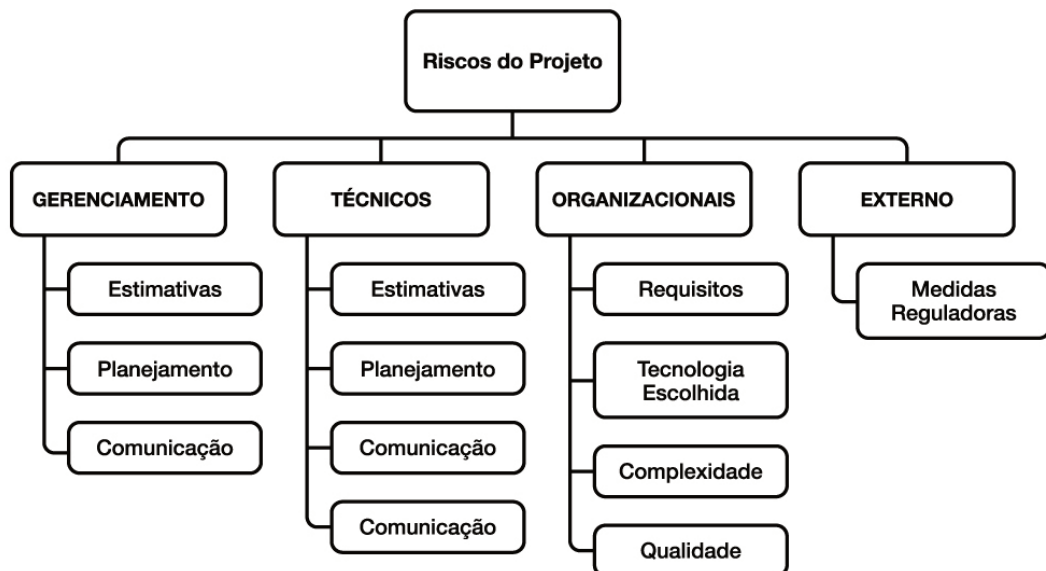 Riscos do Projeto
GERENCIAMENTO
Estimativas
Planejamento
Comunicação
TÉCNICOS
Estimativas
Planejamento
Comunicação
Comunicação
ORGANIZACIONAIS
Requisitos
Tecnologia
Escolhida
Complexidade
Qualidade
EXTERNO
Medidas
Reguladoras